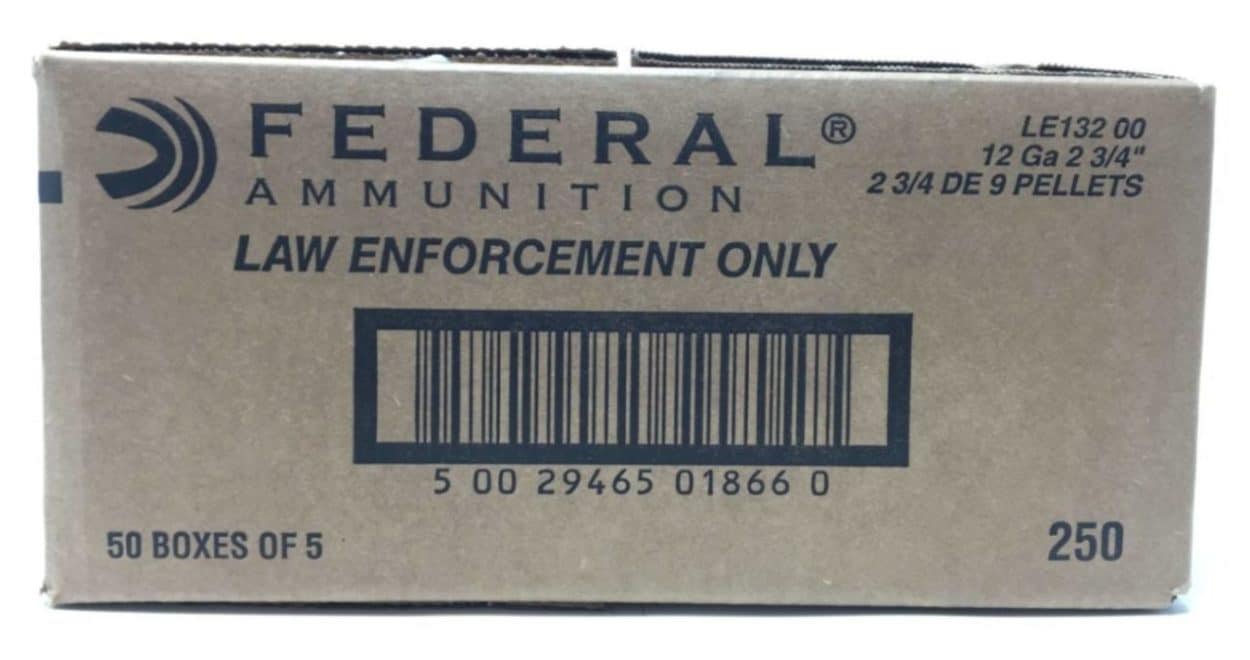 FEDERAL®
AMMUNITION
LE132 00
12 Ga 2 3/4"
2 3/4 DE 9 PELLETS
LAW ENFORCEMENT ONLY
5 00 29465 01866 0
50 BOXES OF 5
250